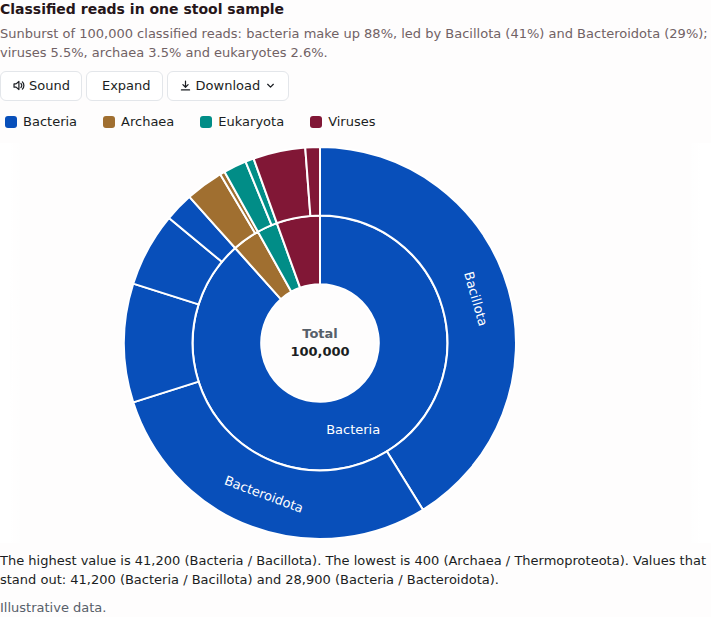 Classified reads in one stool sample
Sunburst of 100,000 classified reads: bacteria make up 88%, led by Bacillota (41%) and Bacteroidota (29%);
viruses 5.5%, archaea 3.5% and eukaryotes 2.6%.
Sound Expand Download
Bacteria Archaea Eukaryota Viruses
Bacillota
Total
100,000
Bacteria
Bacteroidota
The highest value is 41,200 (Bacteria / Bacillota). The lowest is 400 (Archaea / Thermoproteota). Values that
stand out: 41,200 (Bacteria / Bacillota) and 28,900 (Bacteria / Bacteroidota).
Illustrative data.